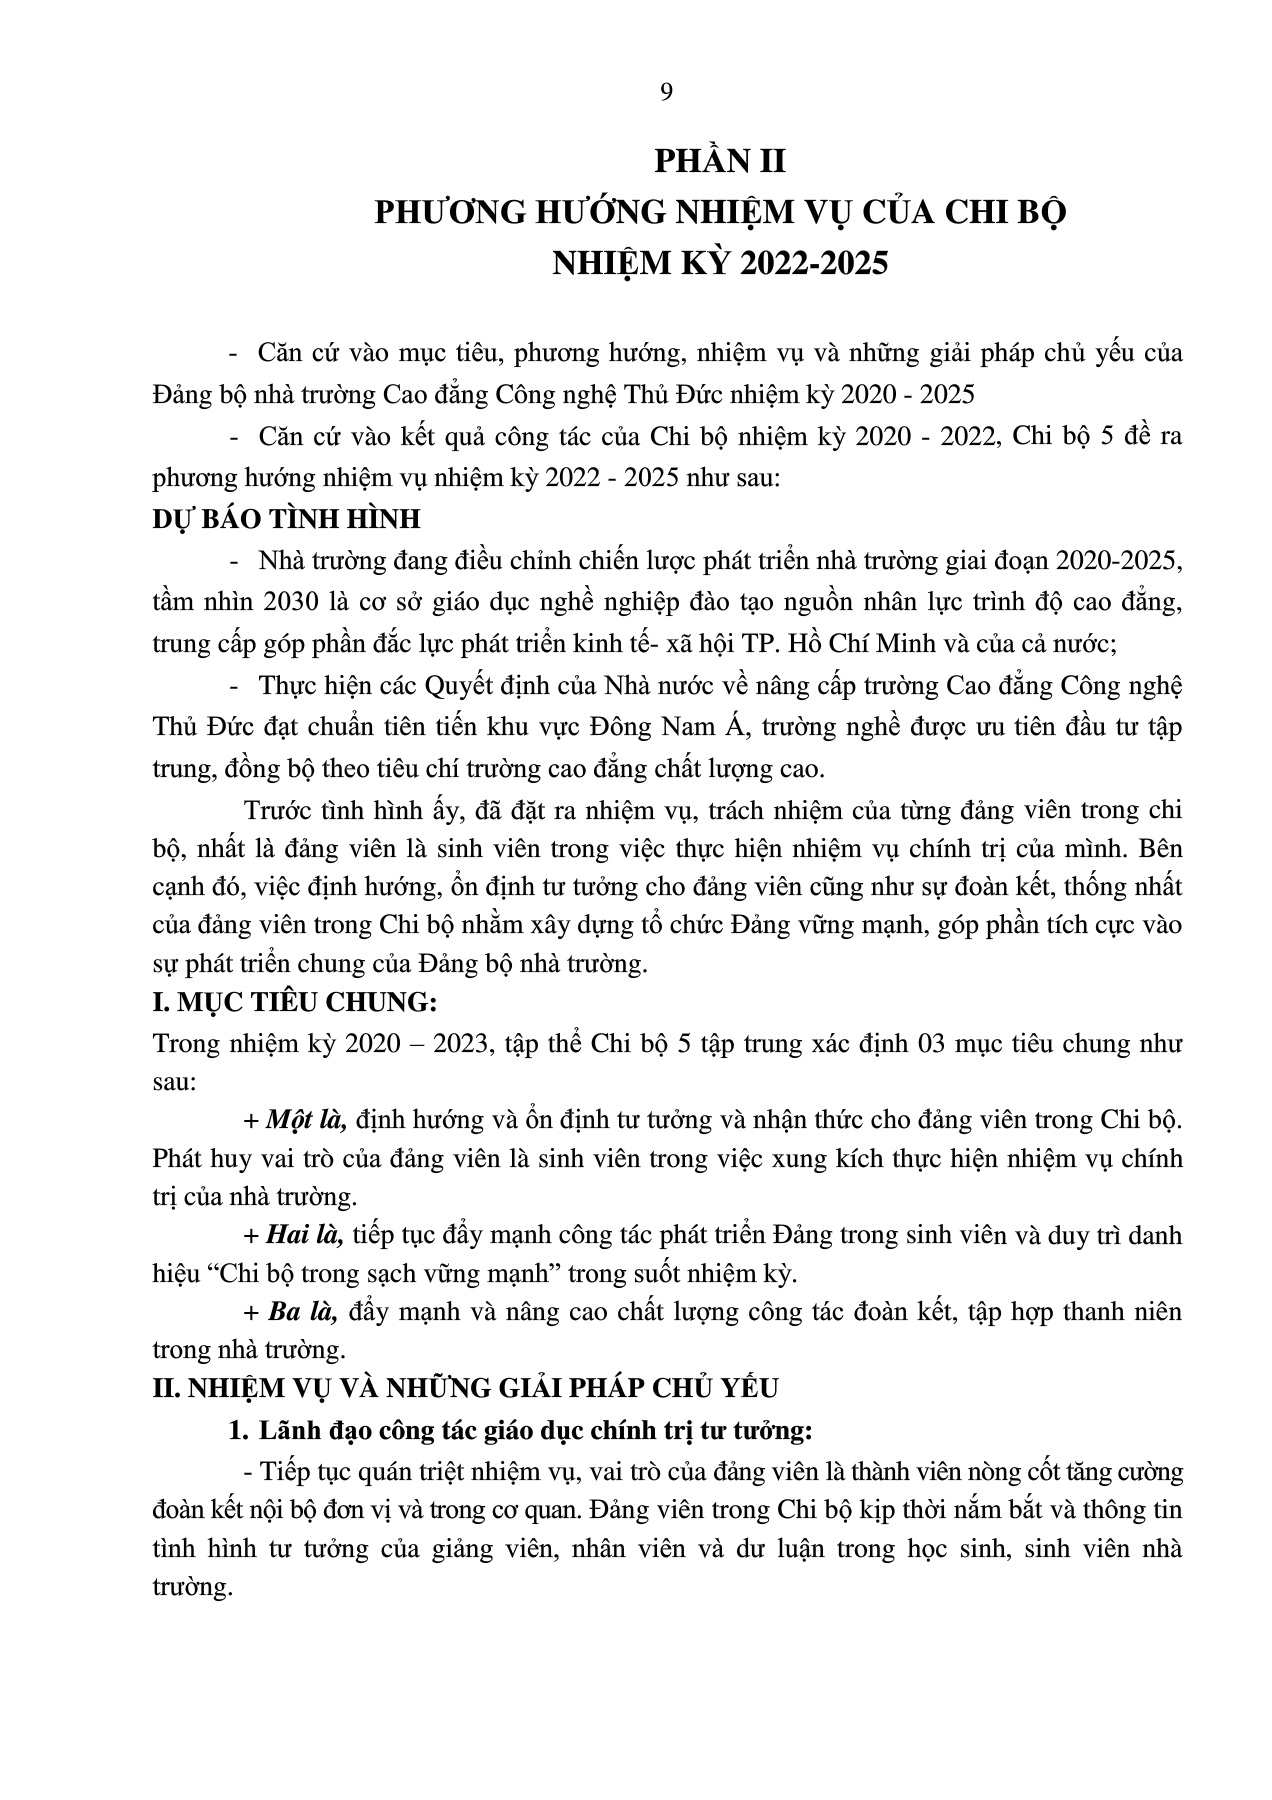 9
PHẦN II
PHƯƠNG HƯỚNG NHIỆM VỤ CỦA CHI BỘ
NHIỆM KỲ 2022-2025
- Căn cứ vào mục tiêu, phương hướng, nhiệm vụ và những giải pháp chủ yếu của
Đảng bộ nhà trường Cao đẳng Công nghệ Thủ Đức nhiệm kỳ 2020 - 2025
- Căn cứ vào kết quả công tác của Chi bộ nhiệm kỳ 2020 - 2022, Chi bộ 5 đề ra
phương hướng nhiệm vụ nhiệm kỳ 2022 - 2025 như sau:
DỰ BÁO TÌNH HÌNH
- Nhà trường đang điều chỉnh chiến lược phát triển nhà trường giai đoạn 2020-2025,
tầm nhìn 2030 là cơ sở giáo dục nghề nghiệp đào tạo nguồn nhân lực trình độ cao đẳng,
trung cấp góp phần đắc lực phát triển kinh tế- xã hội TP. Hồ Chí Minh và của cả nước;
- Thực hiện các Quyết định của Nhà nước về nâng cấp trường Cao đẳng Công nghệ
Thủ Đức đạt chuẩn tiên tiến khu vực Đông Nam Á, trường nghề được ưu tiên đầu tư tập
trung, đồng bộ theo tiêu chí trường cao đẳng chất lượng cao.
Trước tình hình ấy, đã đặt ra nhiệm vụ, trách nhiệm của từng đảng viên trong chi
bộ, nhất là đảng viên là sinh viên trong việc thực hiện nhiệm vụ chính trị của mình. Bên
cạnh đó, việc định hướng, ổn định tư tưởng cho đảng viên cũng như sự đoàn kết, thống nhất
của đảng viên trong Chi bộ nhằm xây dựng tổ chức Đảng vững mạnh, góp phần tích cực vào
sự phát triển chung của Đảng bộ nhà trường.
I. MỤC TIÊU CHUNG:
Trong nhiệm kỳ 2020 – 2023, tập thể Chi bộ 5 tập trung xác định 03 mục tiêu chung như
sau:
+ Một là, định hướng và ổn định tư tưởng và nhận thức cho đảng viên trong Chi bộ.
Phát huy vai trò của đảng viên là sinh viên trong việc xung kích thực hiện nhiệm vụ chính
trị của nhà trường.
+ Hai là, tiếp tục đẩy mạnh công tác phát triển Đảng trong sinh viên và duy trì danh
hiệu “Chi bộ trong sạch vững mạnh” trong suốt nhiệm kỳ.
+ Ba là, đẩy mạnh và nâng cao chất lượng công tác đoàn kết, tập hợp thanh niên
trong nhà trường.
II. NHIỆM VỤ VÀ NHỮNG GIẢI PHÁP CHỦ YẾU
1. Lãnh đạo công tác giáo dục chính trị tư tưởng:
- Tiếp tục quán triệt nhiệm vụ, vai trò của đảng viên là thành viên nòng cốt tăng cường
đoàn kết nội bộ đơn vị và trong cơ quan. Đảng viên trong Chi bộ kịp thời nắm bắt và thông tin
tình hình tư tưởng của giảng viên, nhân viên và dư luận trong học sinh, sinh viên nhà
trường.